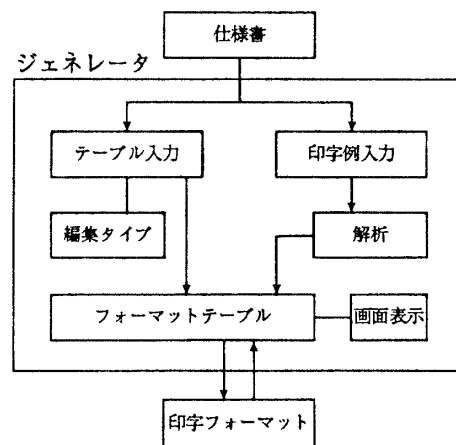 仕様書
ジェネレータ
テーブル入力
印字例入力
編集タイプ
解析
フォーマットテーブル
画面表示
印字フォーマット